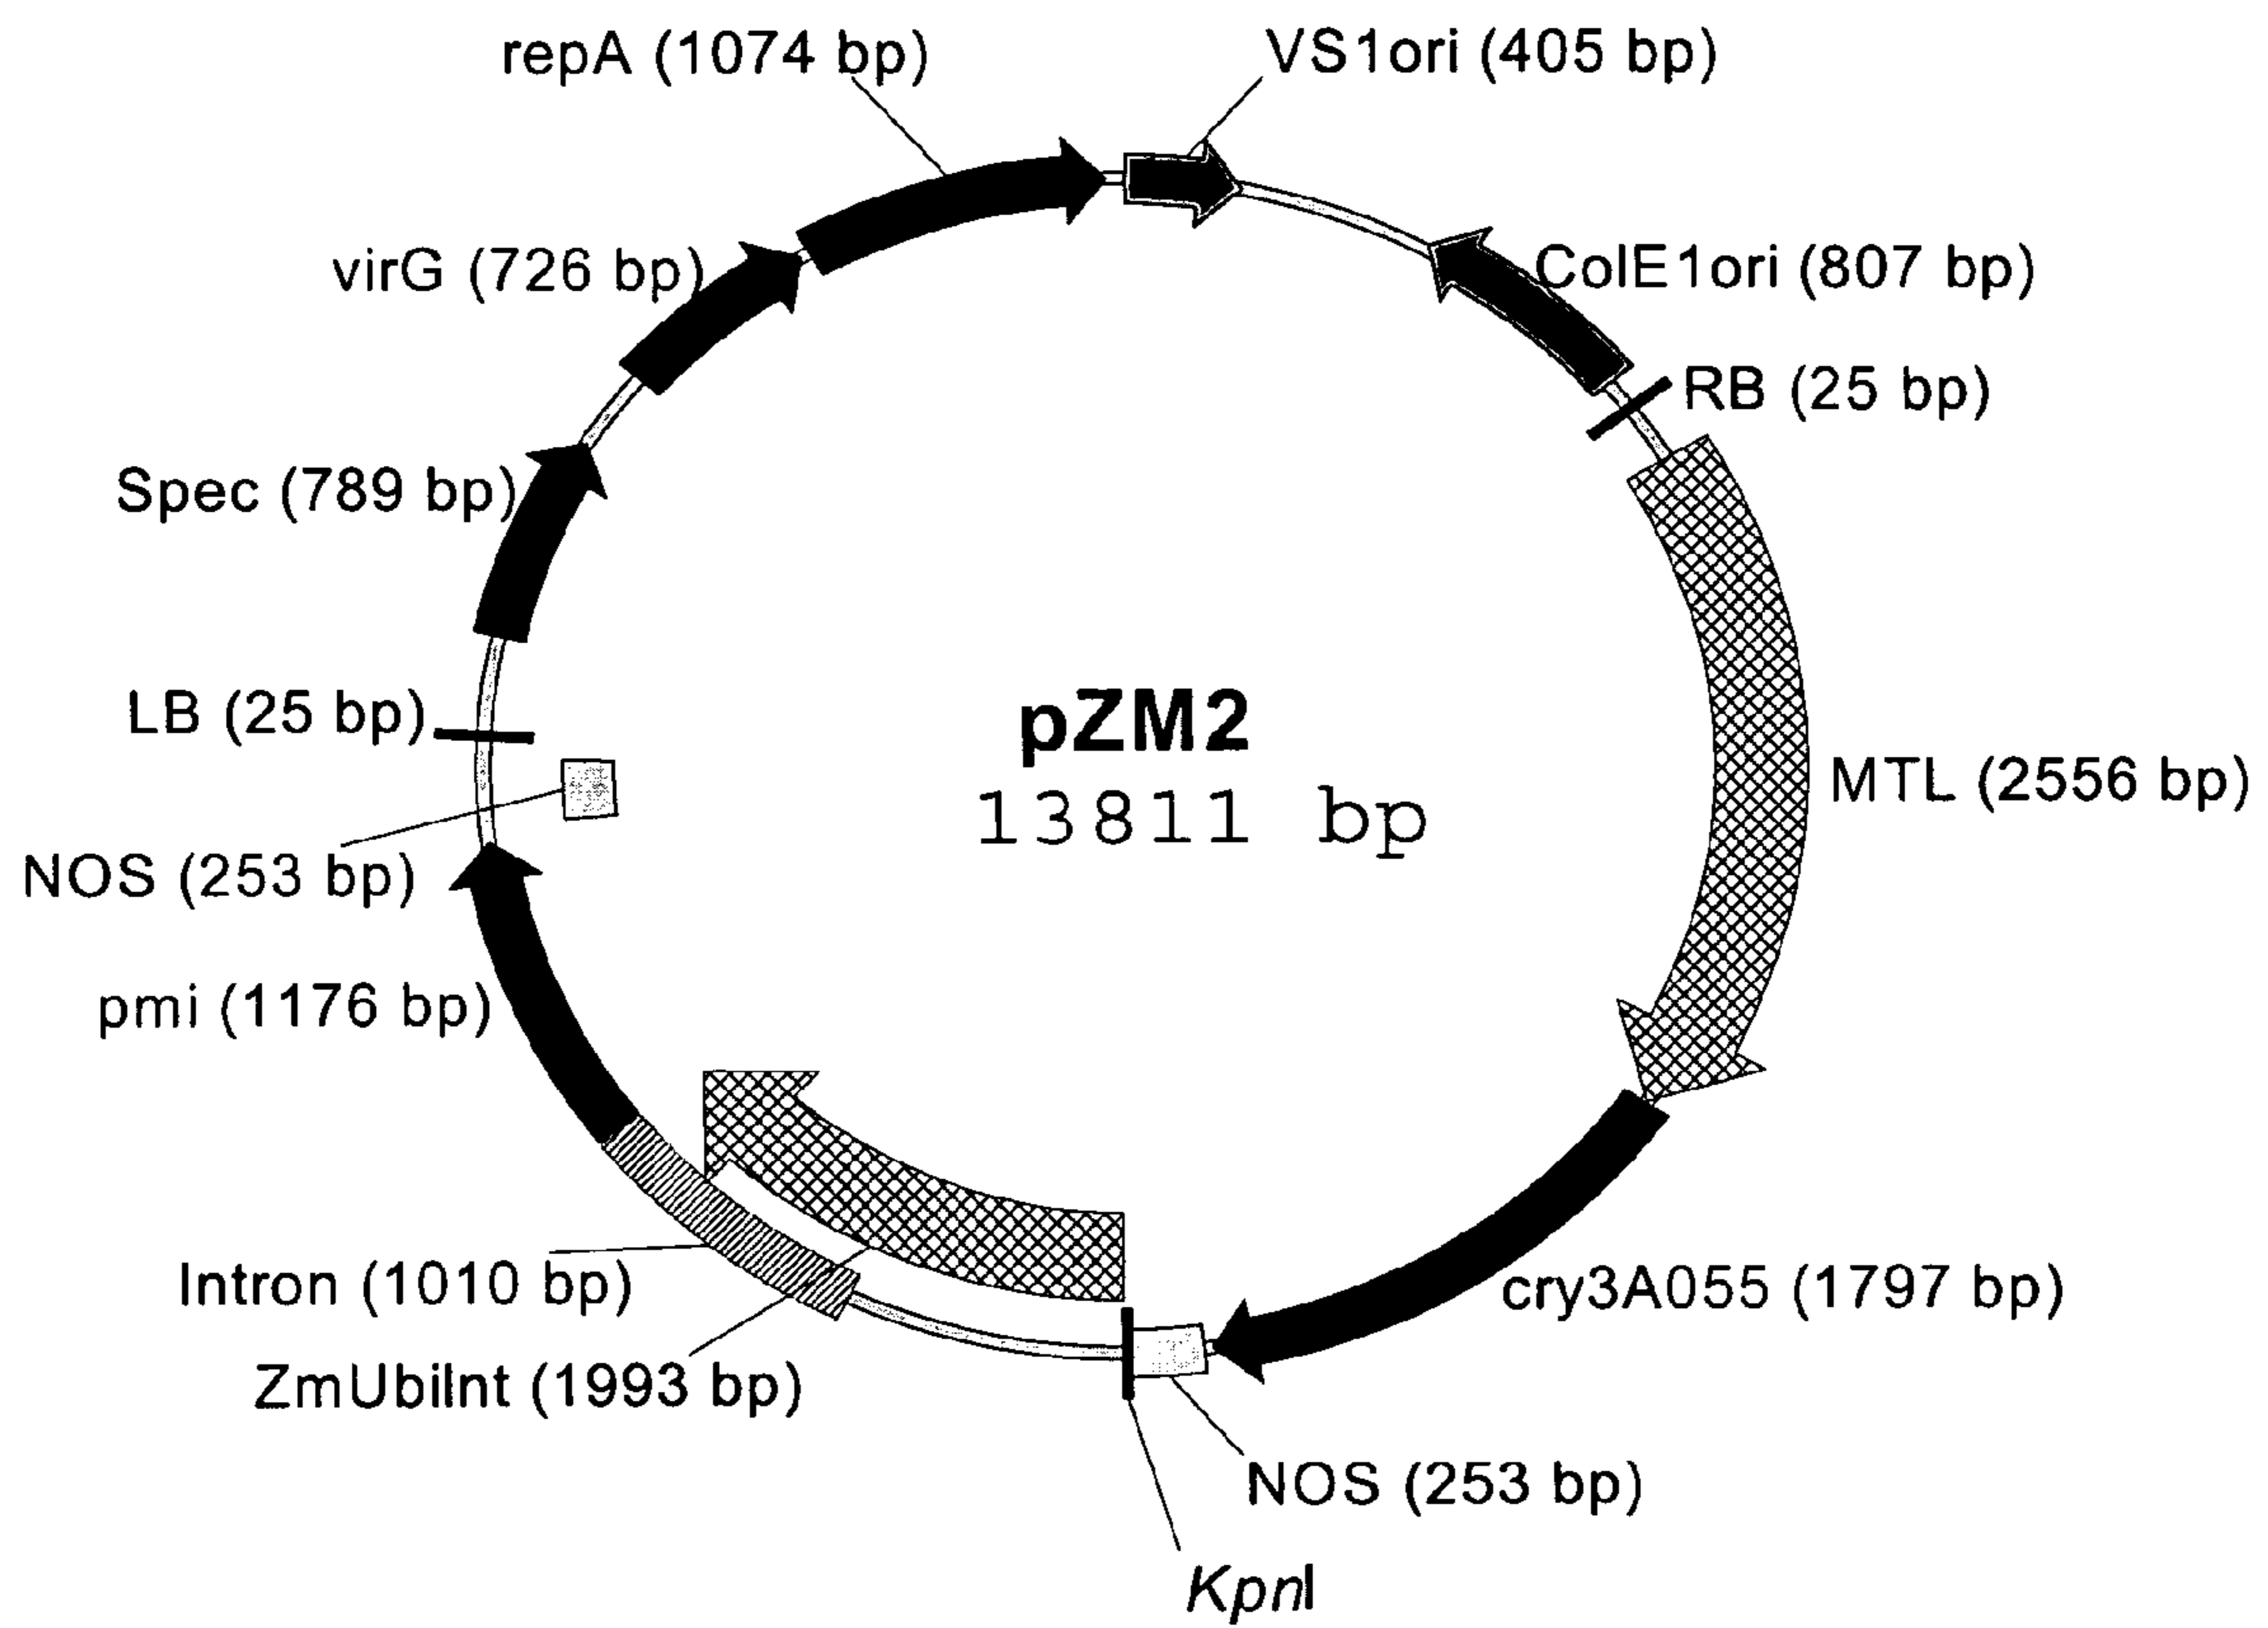 repA (1074 bp)
VS1ori (405 bp)
virG (726 bp)
ColE1ori (807 bp)
RB (25 bp)
Spec (789 bp)
LB (25 bp)
pZM2
13811 bp
MTL (2556 bp)
NOS (253 bp)
pmi (1176 bp)
Intron (1010 bp)
cry3A055 (1797 bp)
ZmUbiInt (1993 bp)
NOS (253 bp)
KpnI